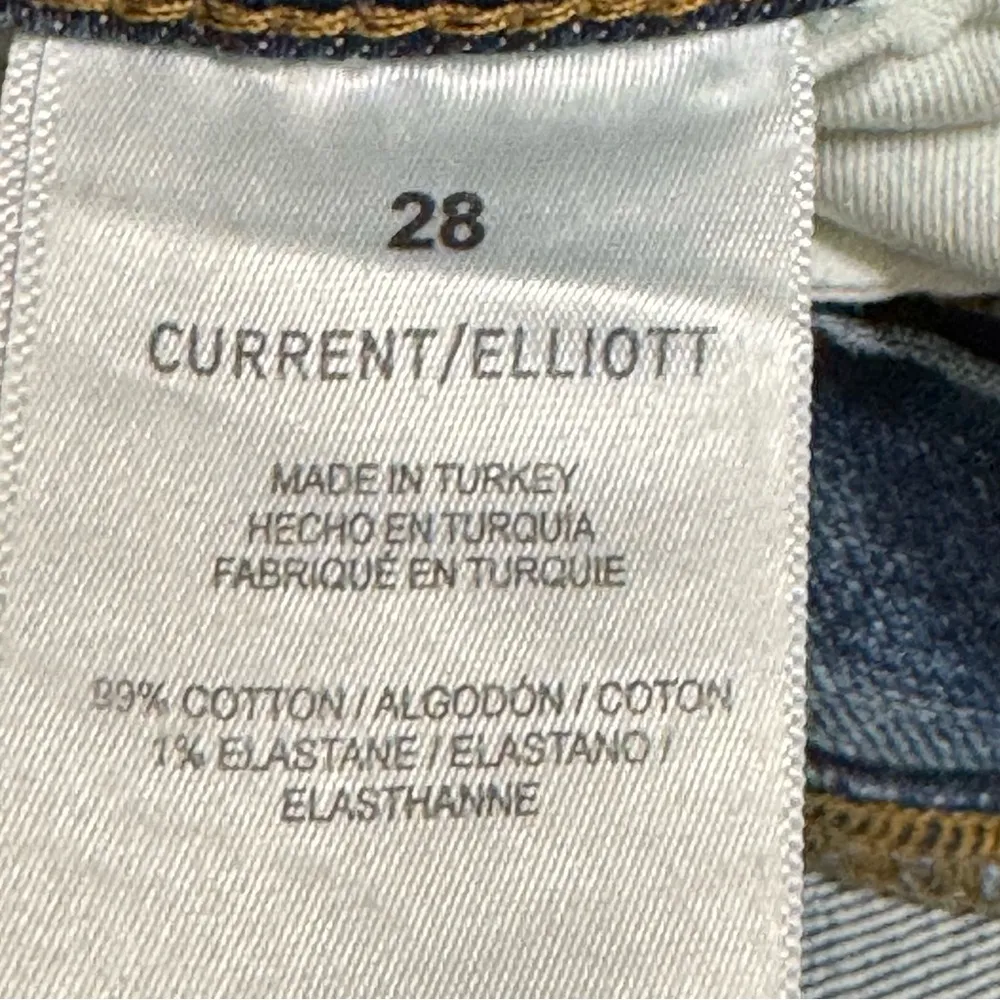 28
CURRENT/ELLIOTT
MADE IN TURKEY
HECHO EN TURQUÍA
FABRIQUÉ EN TURQUIE
99% COTTON / ALGODÓN / COTON
1% ELASTANE / ELASTANO /
ELASTHANNE